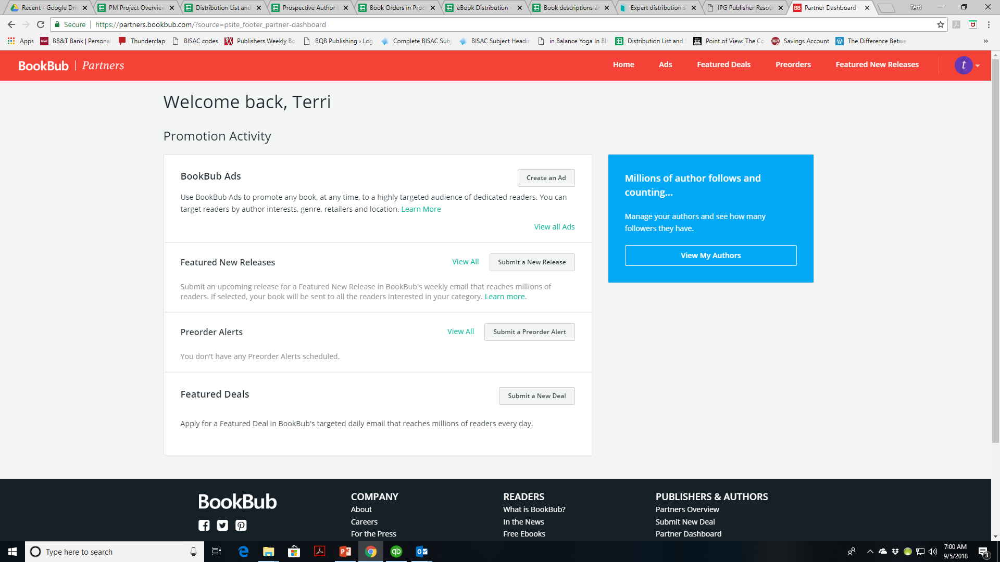 Recent - Google Dri
PM Project Overview
Distribution List and
Prospective Author L
Book Orders in Proc
eBook Distribution -
Book descriptions an
Expert distribution s
IPG Publisher Resou
BB Partner Dashboard -
Terri
Secure
https://partners.bookbub.com/?source=psite_footer_partner-dashboard
Apps
BB&T Bank | Personal
Thunderclap
BISAC codes
Publishers Weekly Bo
BQB Publishing › Log
Complete BISAC Subj
BISAC Subject Headin
in Balance Yoga In Bla
Distribution List and
Point of View: The Co
Savings Account
The Difference Betwe
»
BookBub | Partners
Home
Ads
Featured Deals
Preorders
Featured New Releases
t
Welcome back, Terri
Promotion Activity
BookBub Ads
Create an Ad
Use BookBub Ads to promote any book, at any time, to a highly targeted audience of dedicated readers. You can
target readers by author interests, genre, retailers and location. Learn More
View all Ads
Featured New Releases
View All
Submit a New Release
Submit an upcoming release for a Featured New Release in BookBub's weekly email that reaches millions of
readers. If selected, your book will be sent to all the readers interested in your category. Learn more.
Preorder Alerts
View All
Submit a Preorder Alert
You don't have any Preorder Alerts scheduled.
Featured Deals
Submit a New Deal
Apply for a Featured Deal in BookBub's targeted daily email that reaches millions of readers every day.
Millions of author follows and
counting...
Manage your authors and see how many
followers they have.
View My Authors
BookBub
COMPANY
About
Careers
For the Press
READERS
What is BookBub?
In the News
Free Ebooks
PUBLISHERS & AUTHORS
Partners Overview
Submit New Deal
Partner Dashboard
Type here to search
7:00 AM
9/5/2018
3